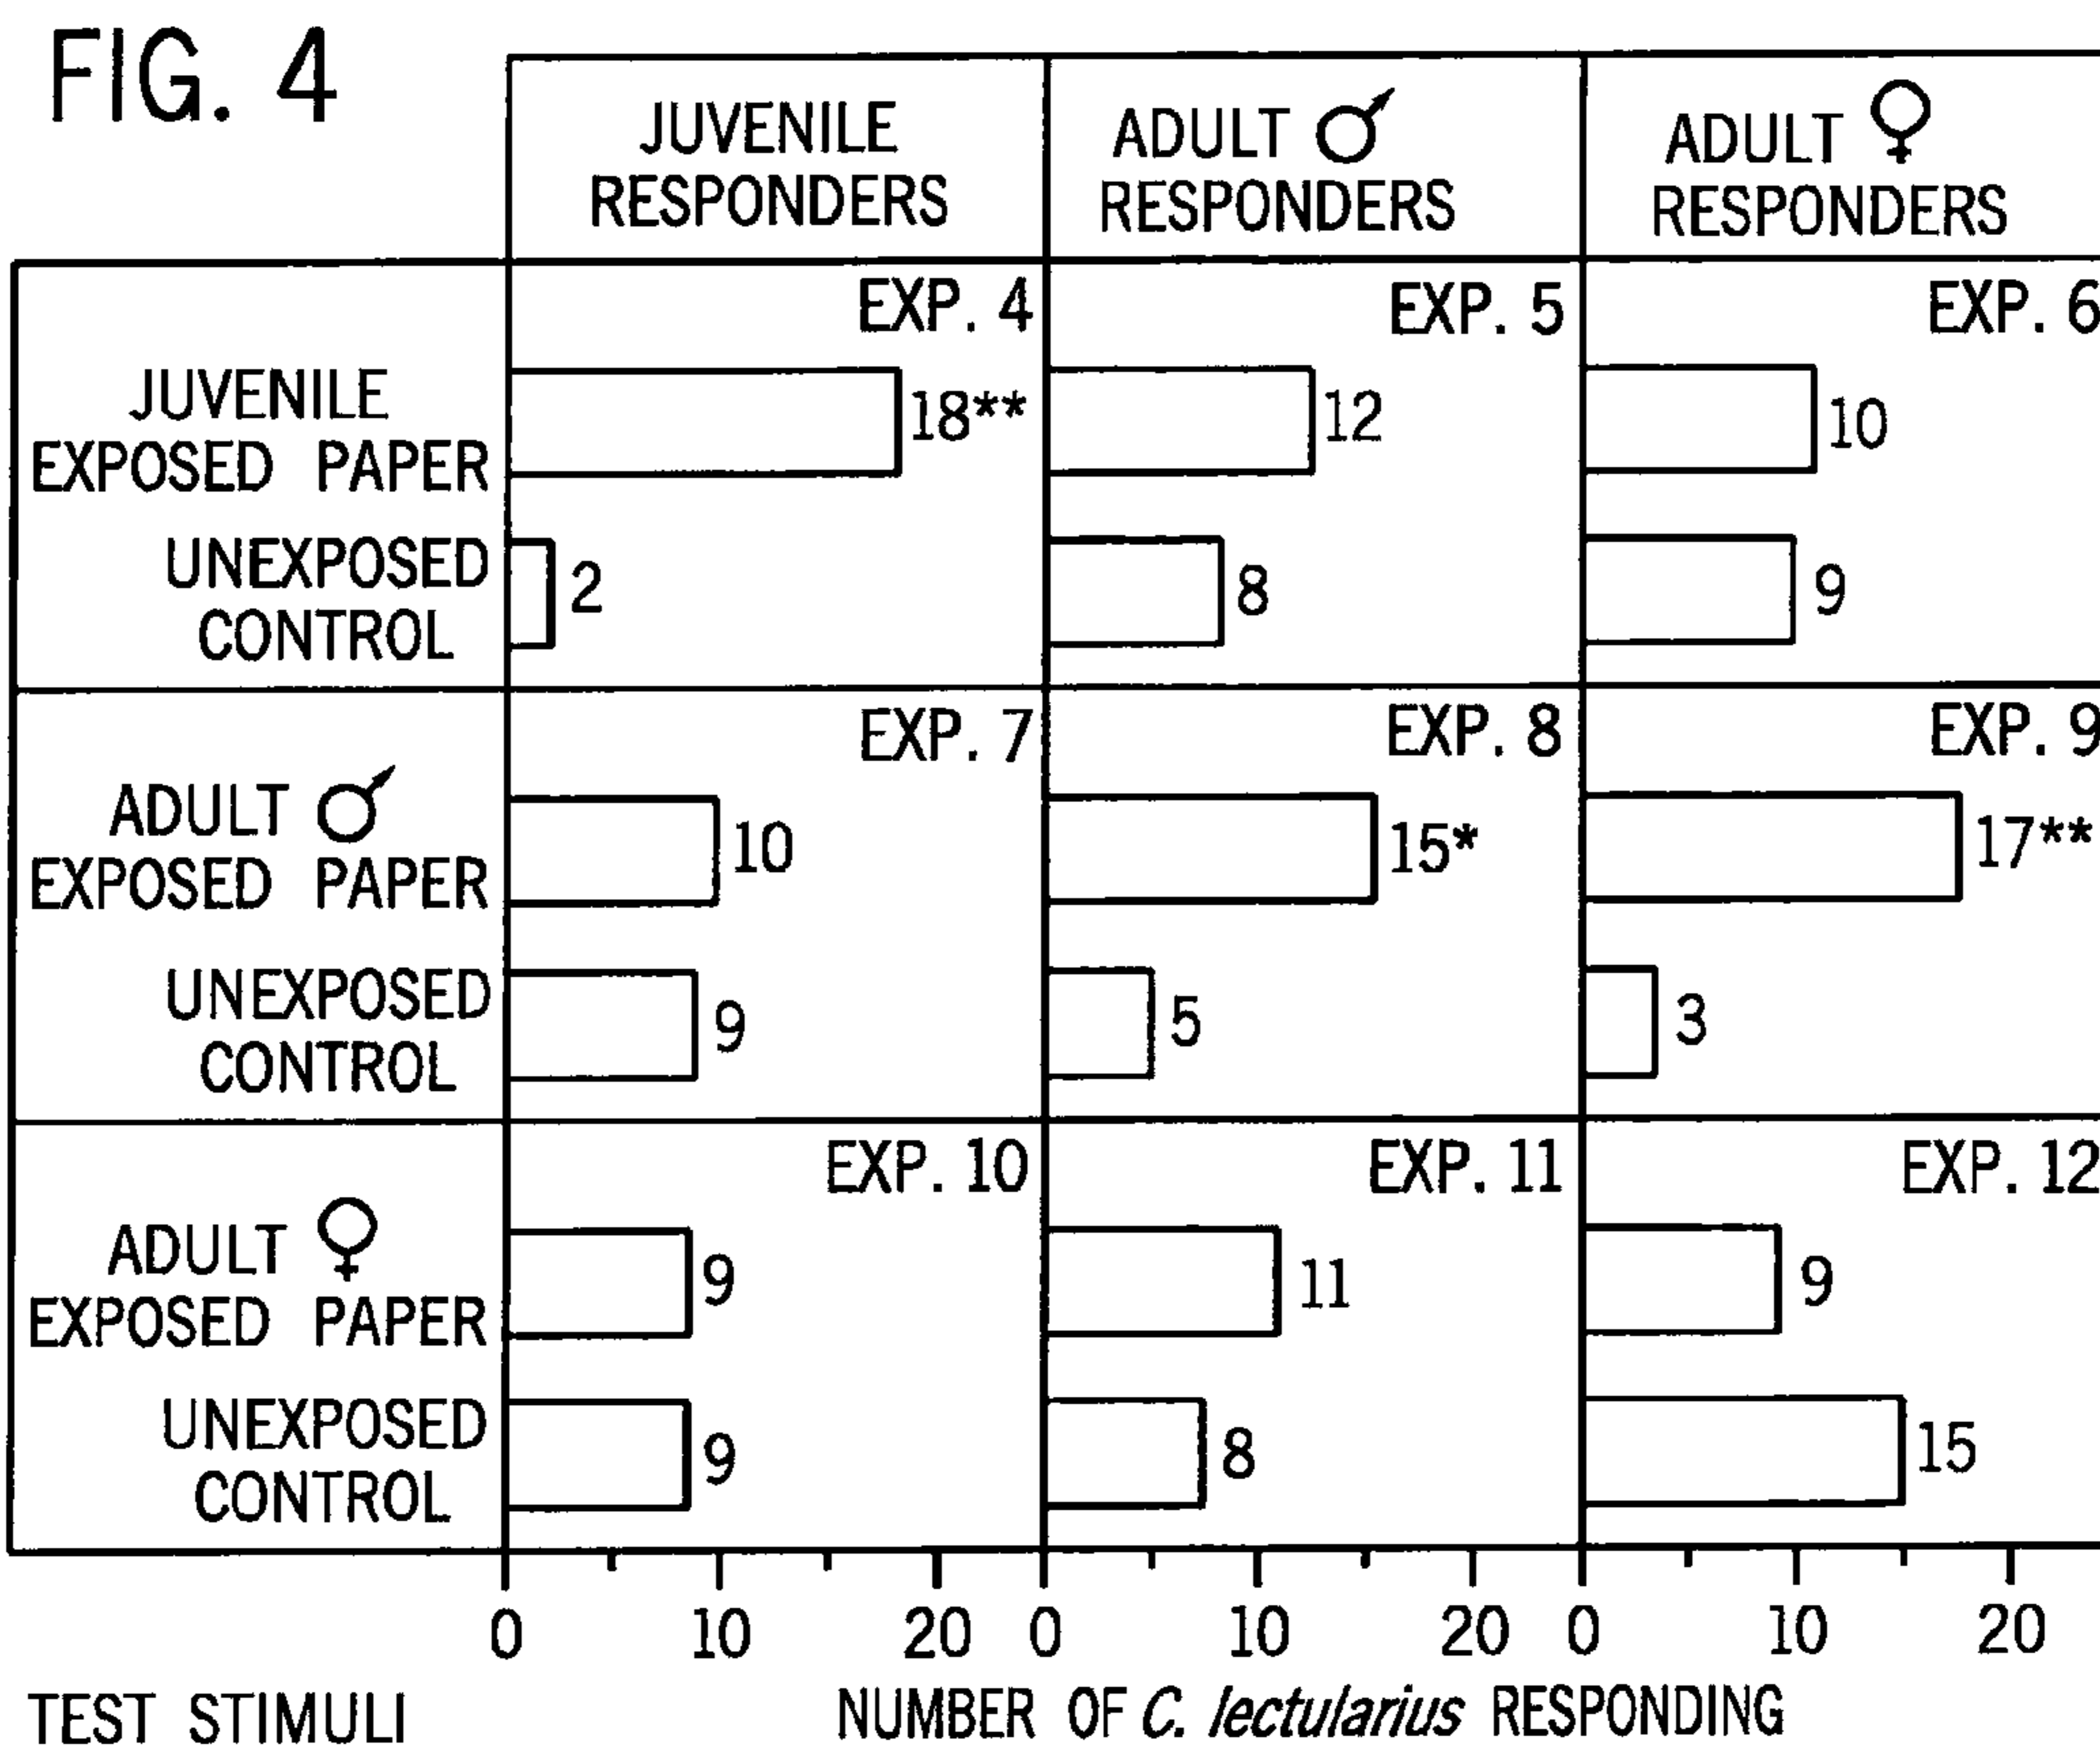 FIG. 4
JUVENILE
RESPONDERS
ADULT ♂
RESPONDERS
ADULT ♀
RESPONDERS
EXP. 4
EXP. 5
EXP. 6
JUVENILE
EXPOSED PAPER
18**
12
10
UNEXPOSED
CONTROL
2
8
9
EXP. 7
EXP. 8
EXP. 9
ADULT ♂
EXPOSED PAPER
10
15*
17**
UNEXPOSED
CONTROL
9
5
3
EXP. 10
EXP. 11
EXP. 12
ADULT ♀
EXPOSED PAPER
9
11
9
UNEXPOSED
CONTROL
9
8
15
0 10 20 0 10 20 0 10 20
TEST STIMULI
NUMBER OF C. lectularius RESPONDING